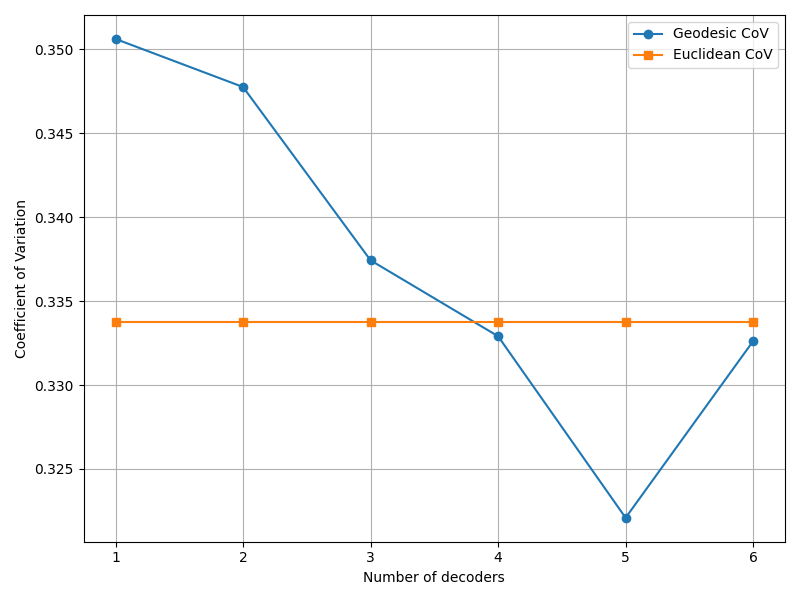 Geodesic CoV
Euclidean CoV
Coefficient of Variation
0.350
0.345
0.340
0.335
0.330
0.325
1 2 3 4 5 6
Number of decoders